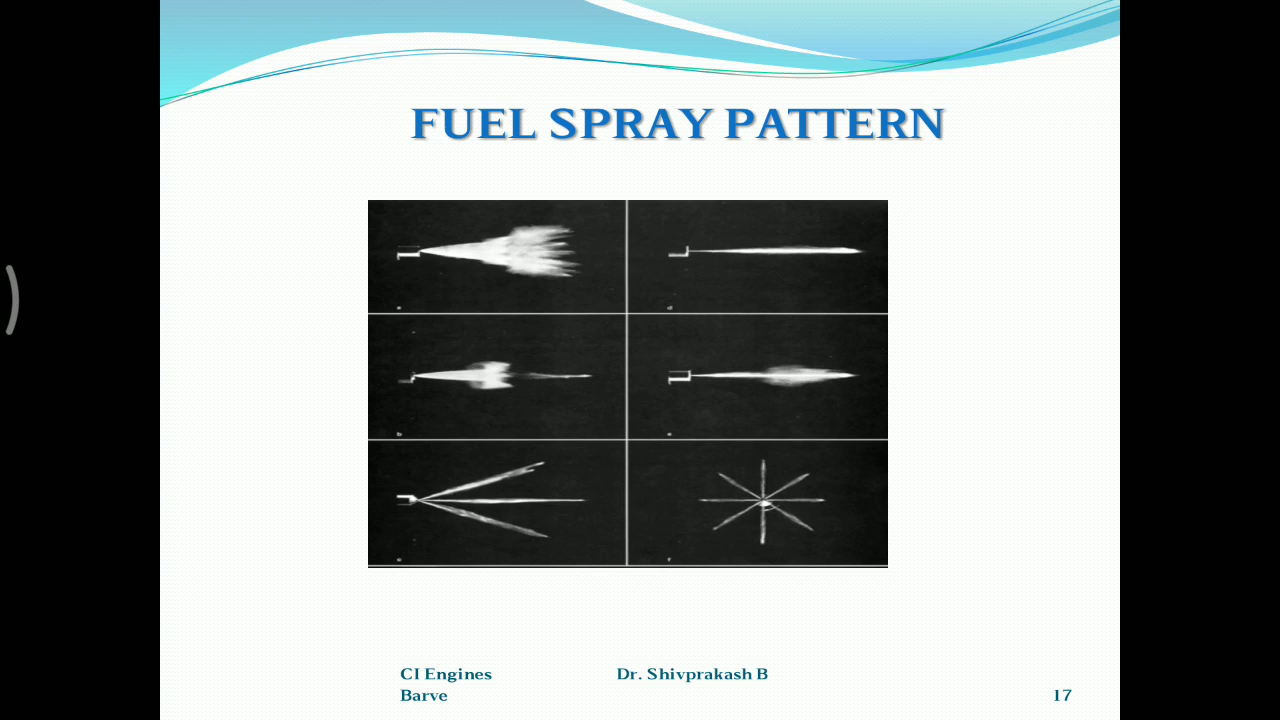 FUEL SPRAY PATTERN
d
b
e
c
f
CI Engines Dr. Shivprakash B
Barve 17